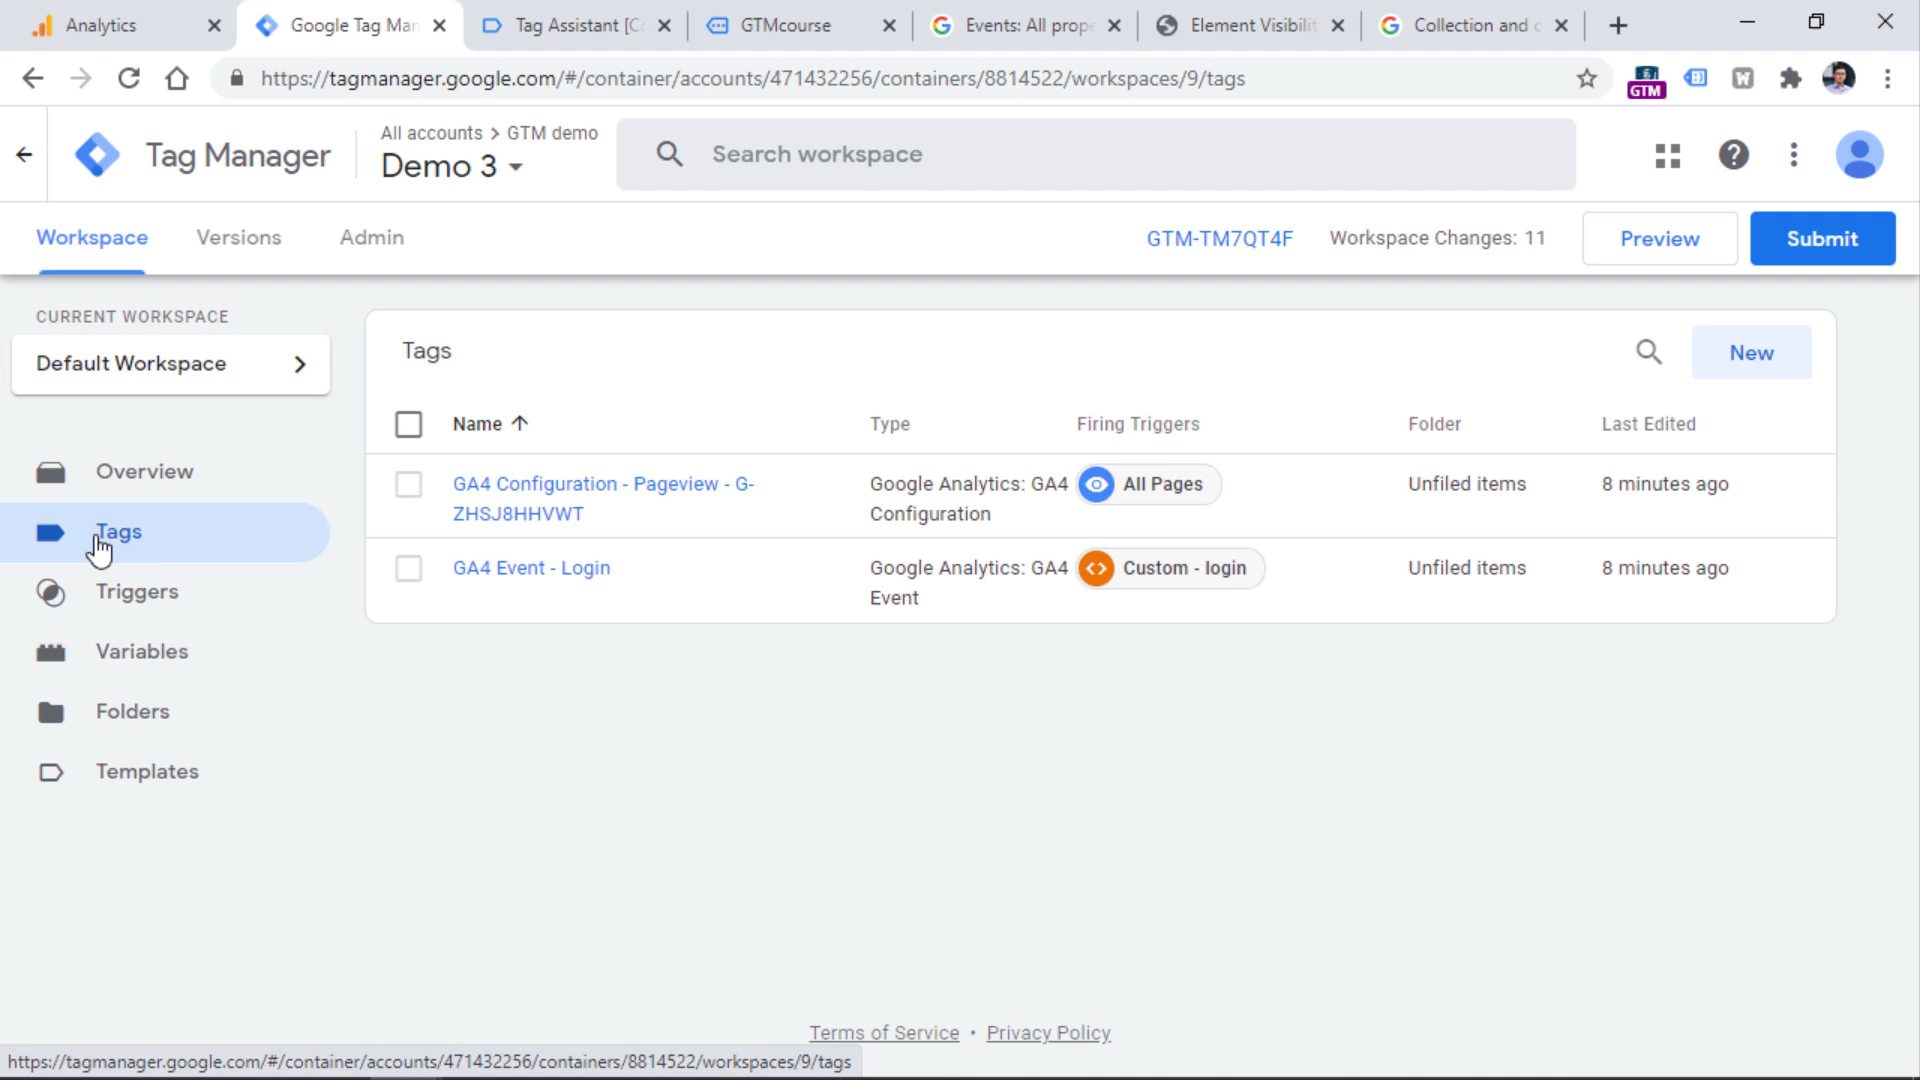 Analytics
Google Tag Man
Tag Assistant [C
GTMcourse
Events: All prope
Element Visibilit
Collection and c
https://tagmanager.google.com/#/container/accounts/471432256/containers/8814522/workspaces/9/tags
GTM
W
Tag Manager
All accounts > GTM demo
Demo 3
Search workspace
Workspace
Versions
Admin
GTM-TM7QT4F
Workspace Changes: 11
Preview
Submit
CURRENT WORKSPACE
Default Workspace
Overview
Tags
Triggers
Variables
Folders
Templates
Tags
New
Name
Type
Firing Triggers
Folder
Last Edited
GA4 Configuration - Pageview - G-
ZHSJ8HHVWT
Google Analytics: GA4
Configuration
All Pages
Unfiled items
8 minutes ago
GA4 Event - Login
Google Analytics: GA4
Event
Custom - login
Unfiled items
8 minutes ago
Terms of Service • Privacy Policy
https://tagmanager.google.com/#/container/accounts/471432256/containers/8814522/workspaces/9/tags